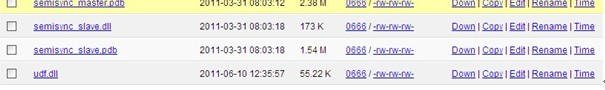 semisync_master.pdb 2011-03-31 08:03:12 2.38 M 0666 / -rw-rw-rw- Down | Copy | Edit | Rename | Time
semisync_slave.dll 2011-03-31 08:03:18 173 K 0666 / -rw-rw-rw- Down | Copy | Edit | Rename | Time
semisync_slave.pdb 2011-03-31 08:03:18 1.54 M 0666 / -rw-rw-rw- Down | Copy | Edit | Rename | Time
udf.dll 2011-06-10 12:35:57 55.22 K 0666 / -rw-rw-rw- Down | Copy | Edit | Rename | Time